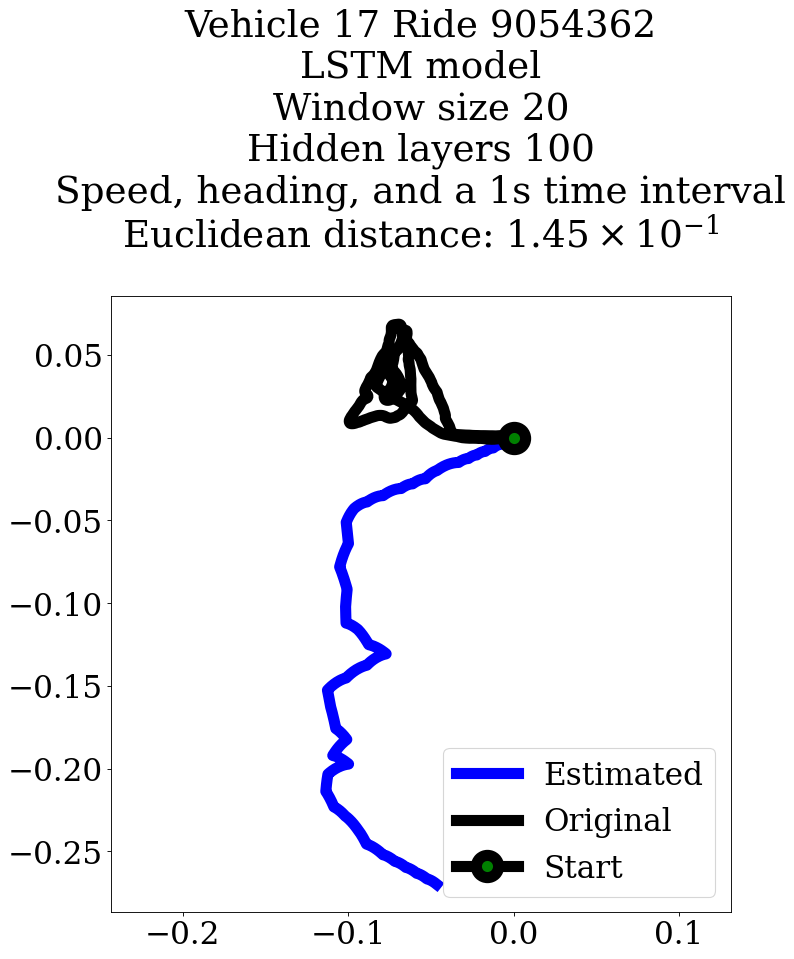 Vehicle 17 Ride 9054362
LSTM model
Window size 20
Hidden layers 100
Speed, heading, and a 1s time interval
Euclidean distance: 1.45 × 10⁻¹
0.05
0.00
−0.05
−0.10
−0.15
−0.20
−0.25
Estimated
Original
Start
−0.2 −0.1 0.0 0.1